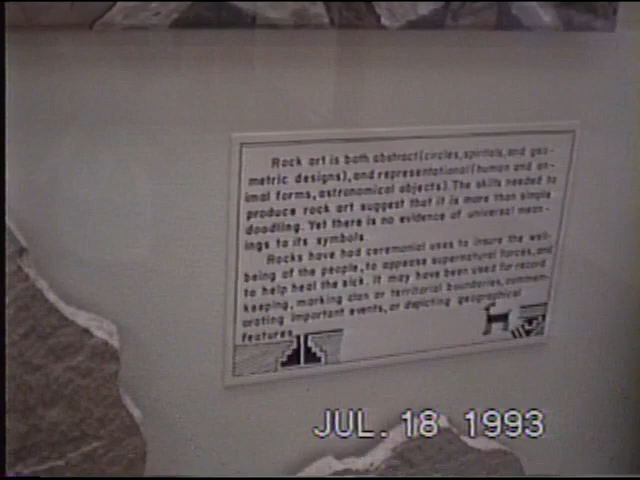 Rock art is both abstract(circles, spirtals, and geo-
metric designs), and representational(human and an-
imal forms, astronomical objects). The skills needed to
produce rock art suggest that it is more than simple
doodling. Yet there is no evidence of universal mean-
ings to its symbols.
Rocks have had ceremonial uses to insure the well-
being of the people, to appease supernatural forces, and
to help heal the sick. It may have been used for record
keeping, marking clan or territorial boundaries, commem-
orating important events, or depicting geographical
features.
JUL. 18 1993